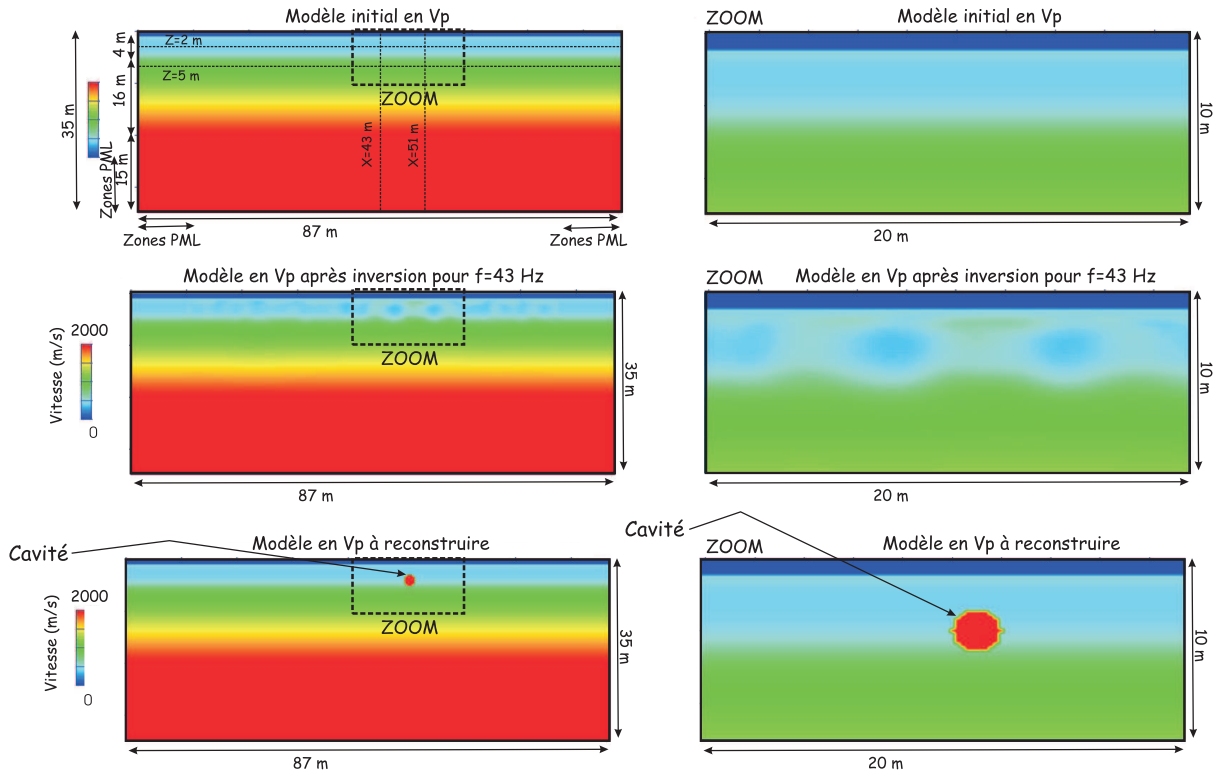 Modèle initial en Vp
Z=2 m
Z=5 m
4 m
16 m
15 m
35 m
Zones PML
ZOOM
X=43 m
X=51 m
87 m
Zones PML
Zones PML
ZOOM
Modèle initial en Vp
10 m
20 m
Modèle en Vp après inversion pour f=43 Hz
ZOOM
Vitesse (m/s)
2000
0
35 m
87 m
ZOOM
Modèle en Vp après inversion pour f=43 Hz
10 m
20 m
Cavité
Modèle en Vp à reconstruire
ZOOM
Vitesse (m/s)
2000
0
35 m
87 m
Cavité
ZOOM
Modèle en Vp à reconstruire
10 m
20 m